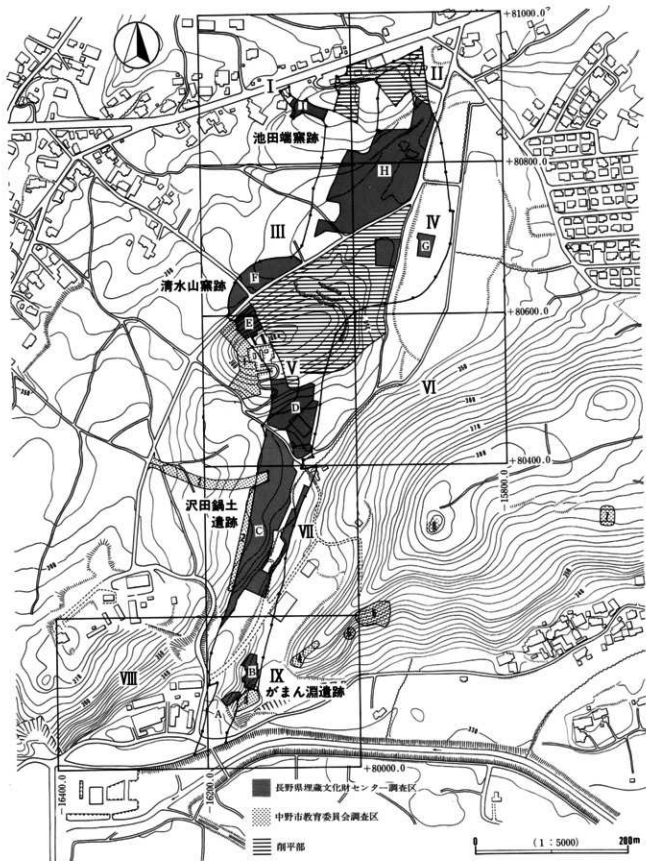 +81000.0
I
II
池田端窯跡
H
+80800.0
III
IV
G
F
清水山窯跡
+80600.0
E
V
VI
D
+80400.0
-15800.0
沢田鍋土
遺跡
C
VII
VIII
B
IX
がまん淵遺跡
A
-16400.0
-16200.0
+80000.0
長野県埋蔵文化財センター調査区
中野市教育委員会調査区
削平部
0
(1:5000)
200m